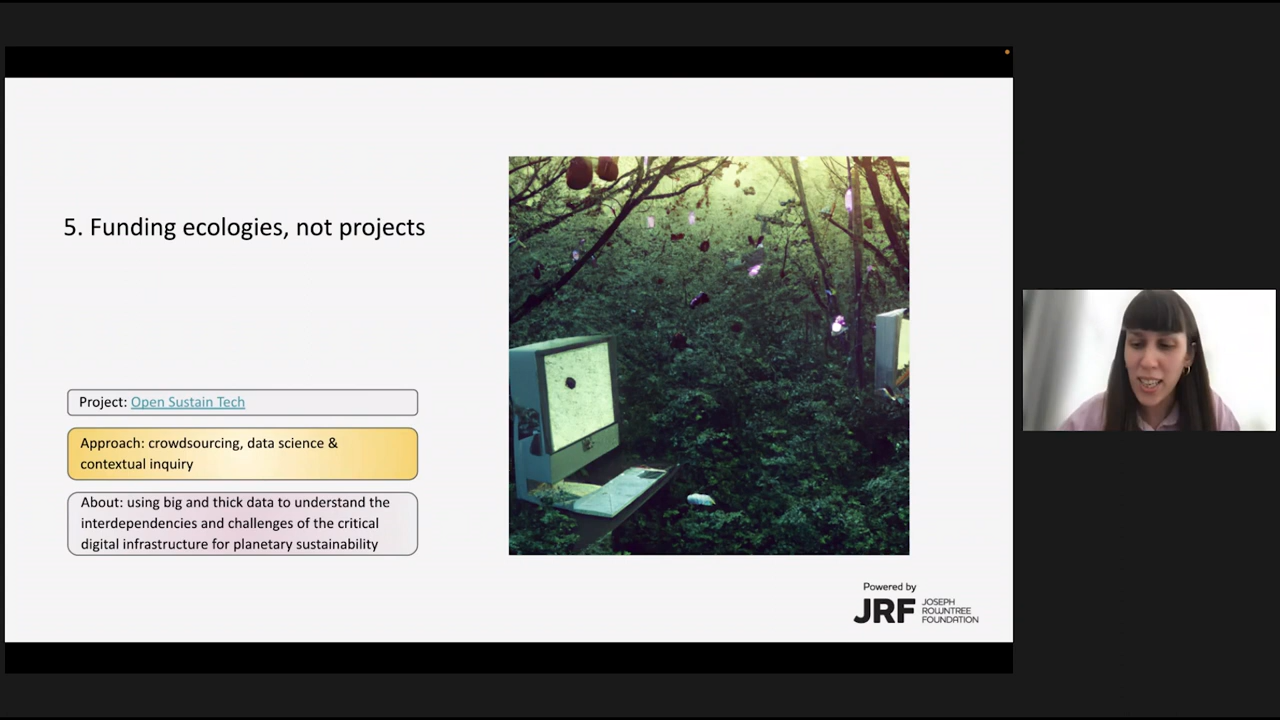 5. Funding ecologies, not projects
Project: Open Sustain Tech
Approach: crowdsourcing, data science &
contextual inquiry
About: using big and thick data to understand the
interdependencies and challenges of the critical
digital infrastructure for planetary sustainability
Powered by
JRF
JOSEPH
ROWNTREE
FOUNDATION